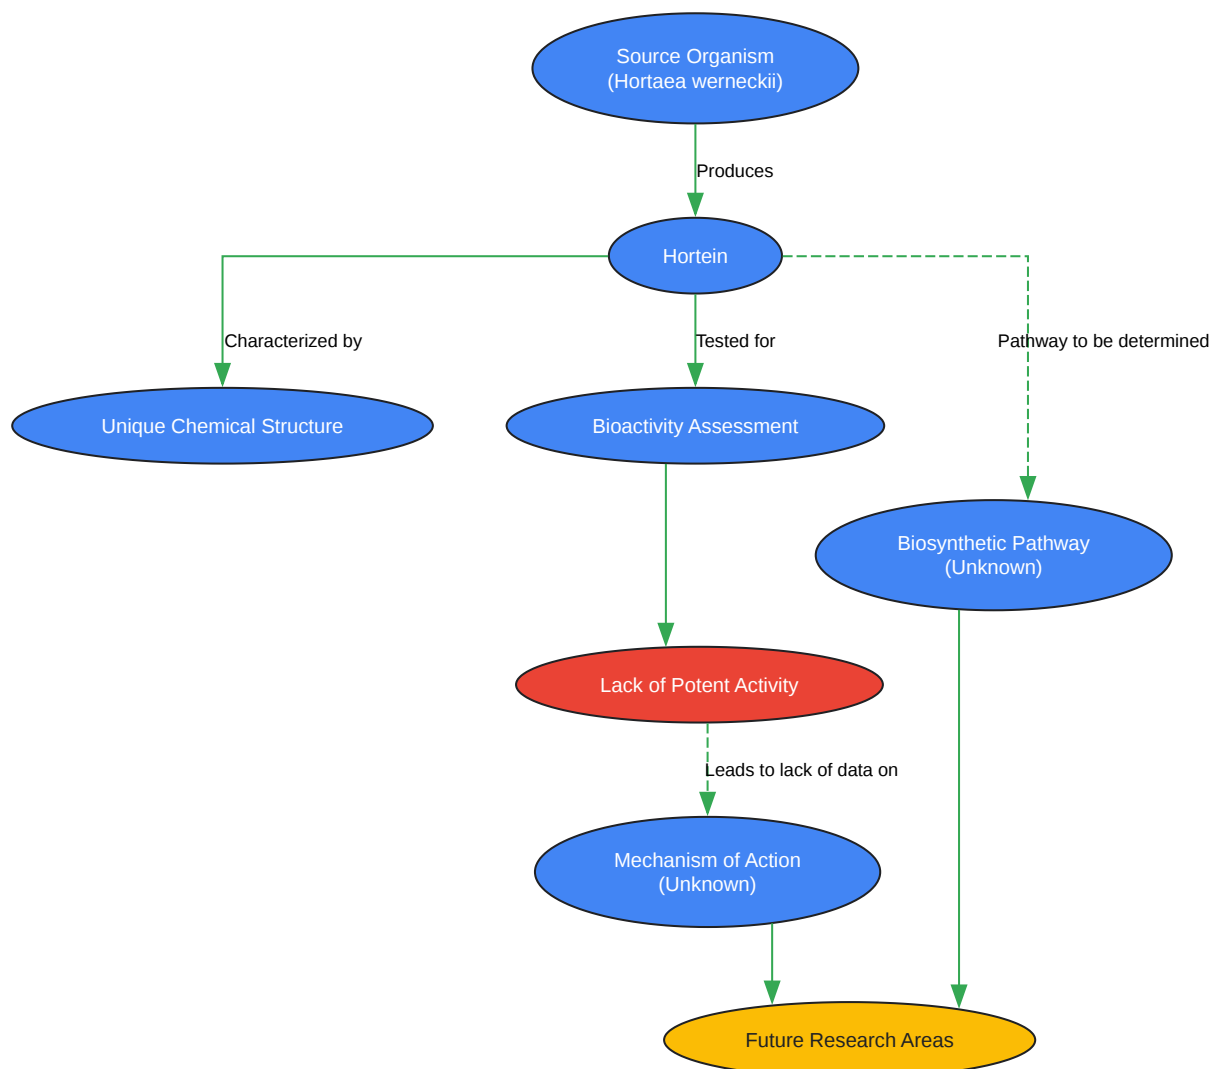 Source Organism
(Hortaea werneckii)
Produces
Hortein
Characterized by
Tested for
Pathway to be determined
Unique Chemical Structure
Bioactivity Assessment
Biosynthetic Pathway
(Unknown)
Lack of Potent Activity
Leads to lack of data on
Mechanism of Action
(Unknown)
Future Research Areas